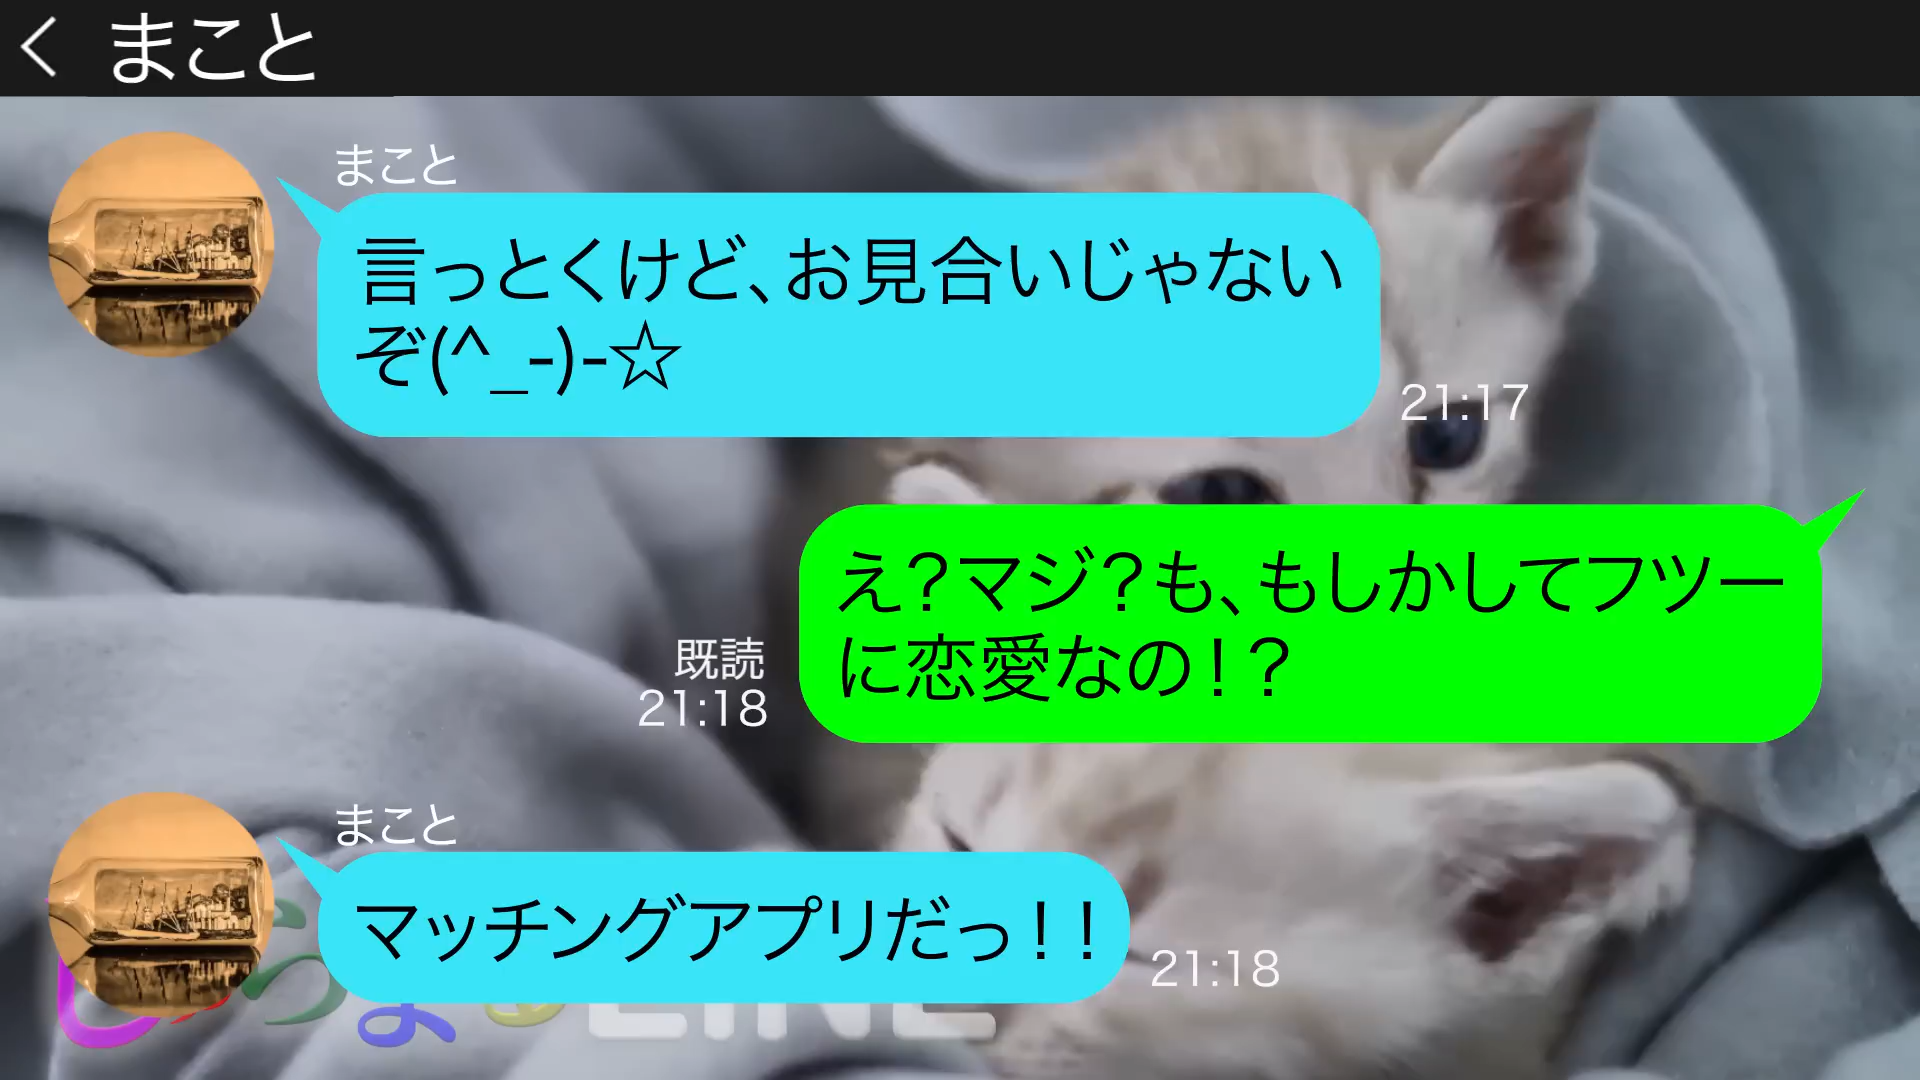 まこと
まこと
言っとくけど、お見合いじゃない
ぞ(^_-)-☆
21:17
え？マジ？も、もしかしてフツー
に恋愛なの！？
既読
21:18
まこと
マッチングアプリだっ！！
21:18
LINE